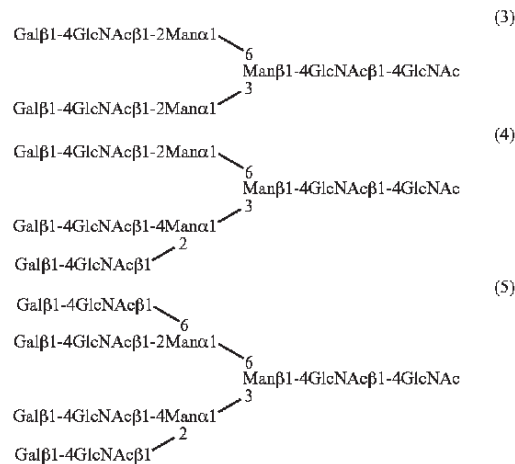 (3)
Galβ1-4GlcNAcβ1-2Manα1
6
Manβ1-4GlcNAcβ1-4GlcNAc
3
Galβ1-4GlcNAcβ1-2Manα1
(4)
Galβ1-4GlcNAcβ1-2Manα1
6
Manβ1-4GlcNAcβ1-4GlcNAc
3
Galβ1-4GlcNAcβ1-4Manα1
2
Galβ1-4GlcNAcβ1
(5)
Galβ1-4GlcNAcβ1
6
Galβ1-4GlcNAcβ1-2Manα1
6
Manβ1-4GlcNAcβ1-4GlcNAc
3
Galβ1-4GlcNAcβ1-4Manα1
2
Galβ1-4GlcNAcβ1